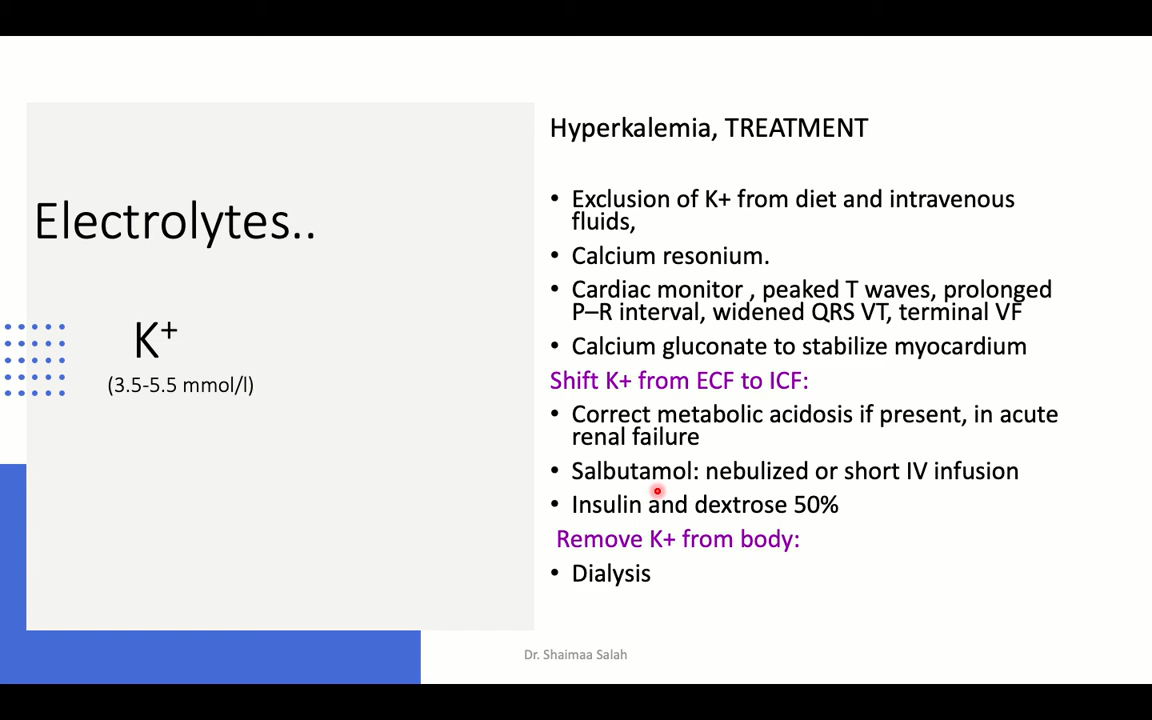 Electrolytes..
K+
(3.5-5.5 mmol/l)
Hyperkalemia, TREATMENT
• Exclusion of K+ from diet and intravenous
fluids,
• Calcium resonium.
• Cardiac monitor , peaked T waves, prolonged
P–R interval, widened QRS VT, terminal VF
• Calcium gluconate to stabilize myocardium
Shift K+ from ECF to ICF:
• Correct metabolic acidosis if present, in acute
renal failure
• Salbutamol: nebulized or short IV infusion
• Insulin and dextrose 50%
Remove K+ from body:
• Dialysis
Dr. Shaimaa Salah